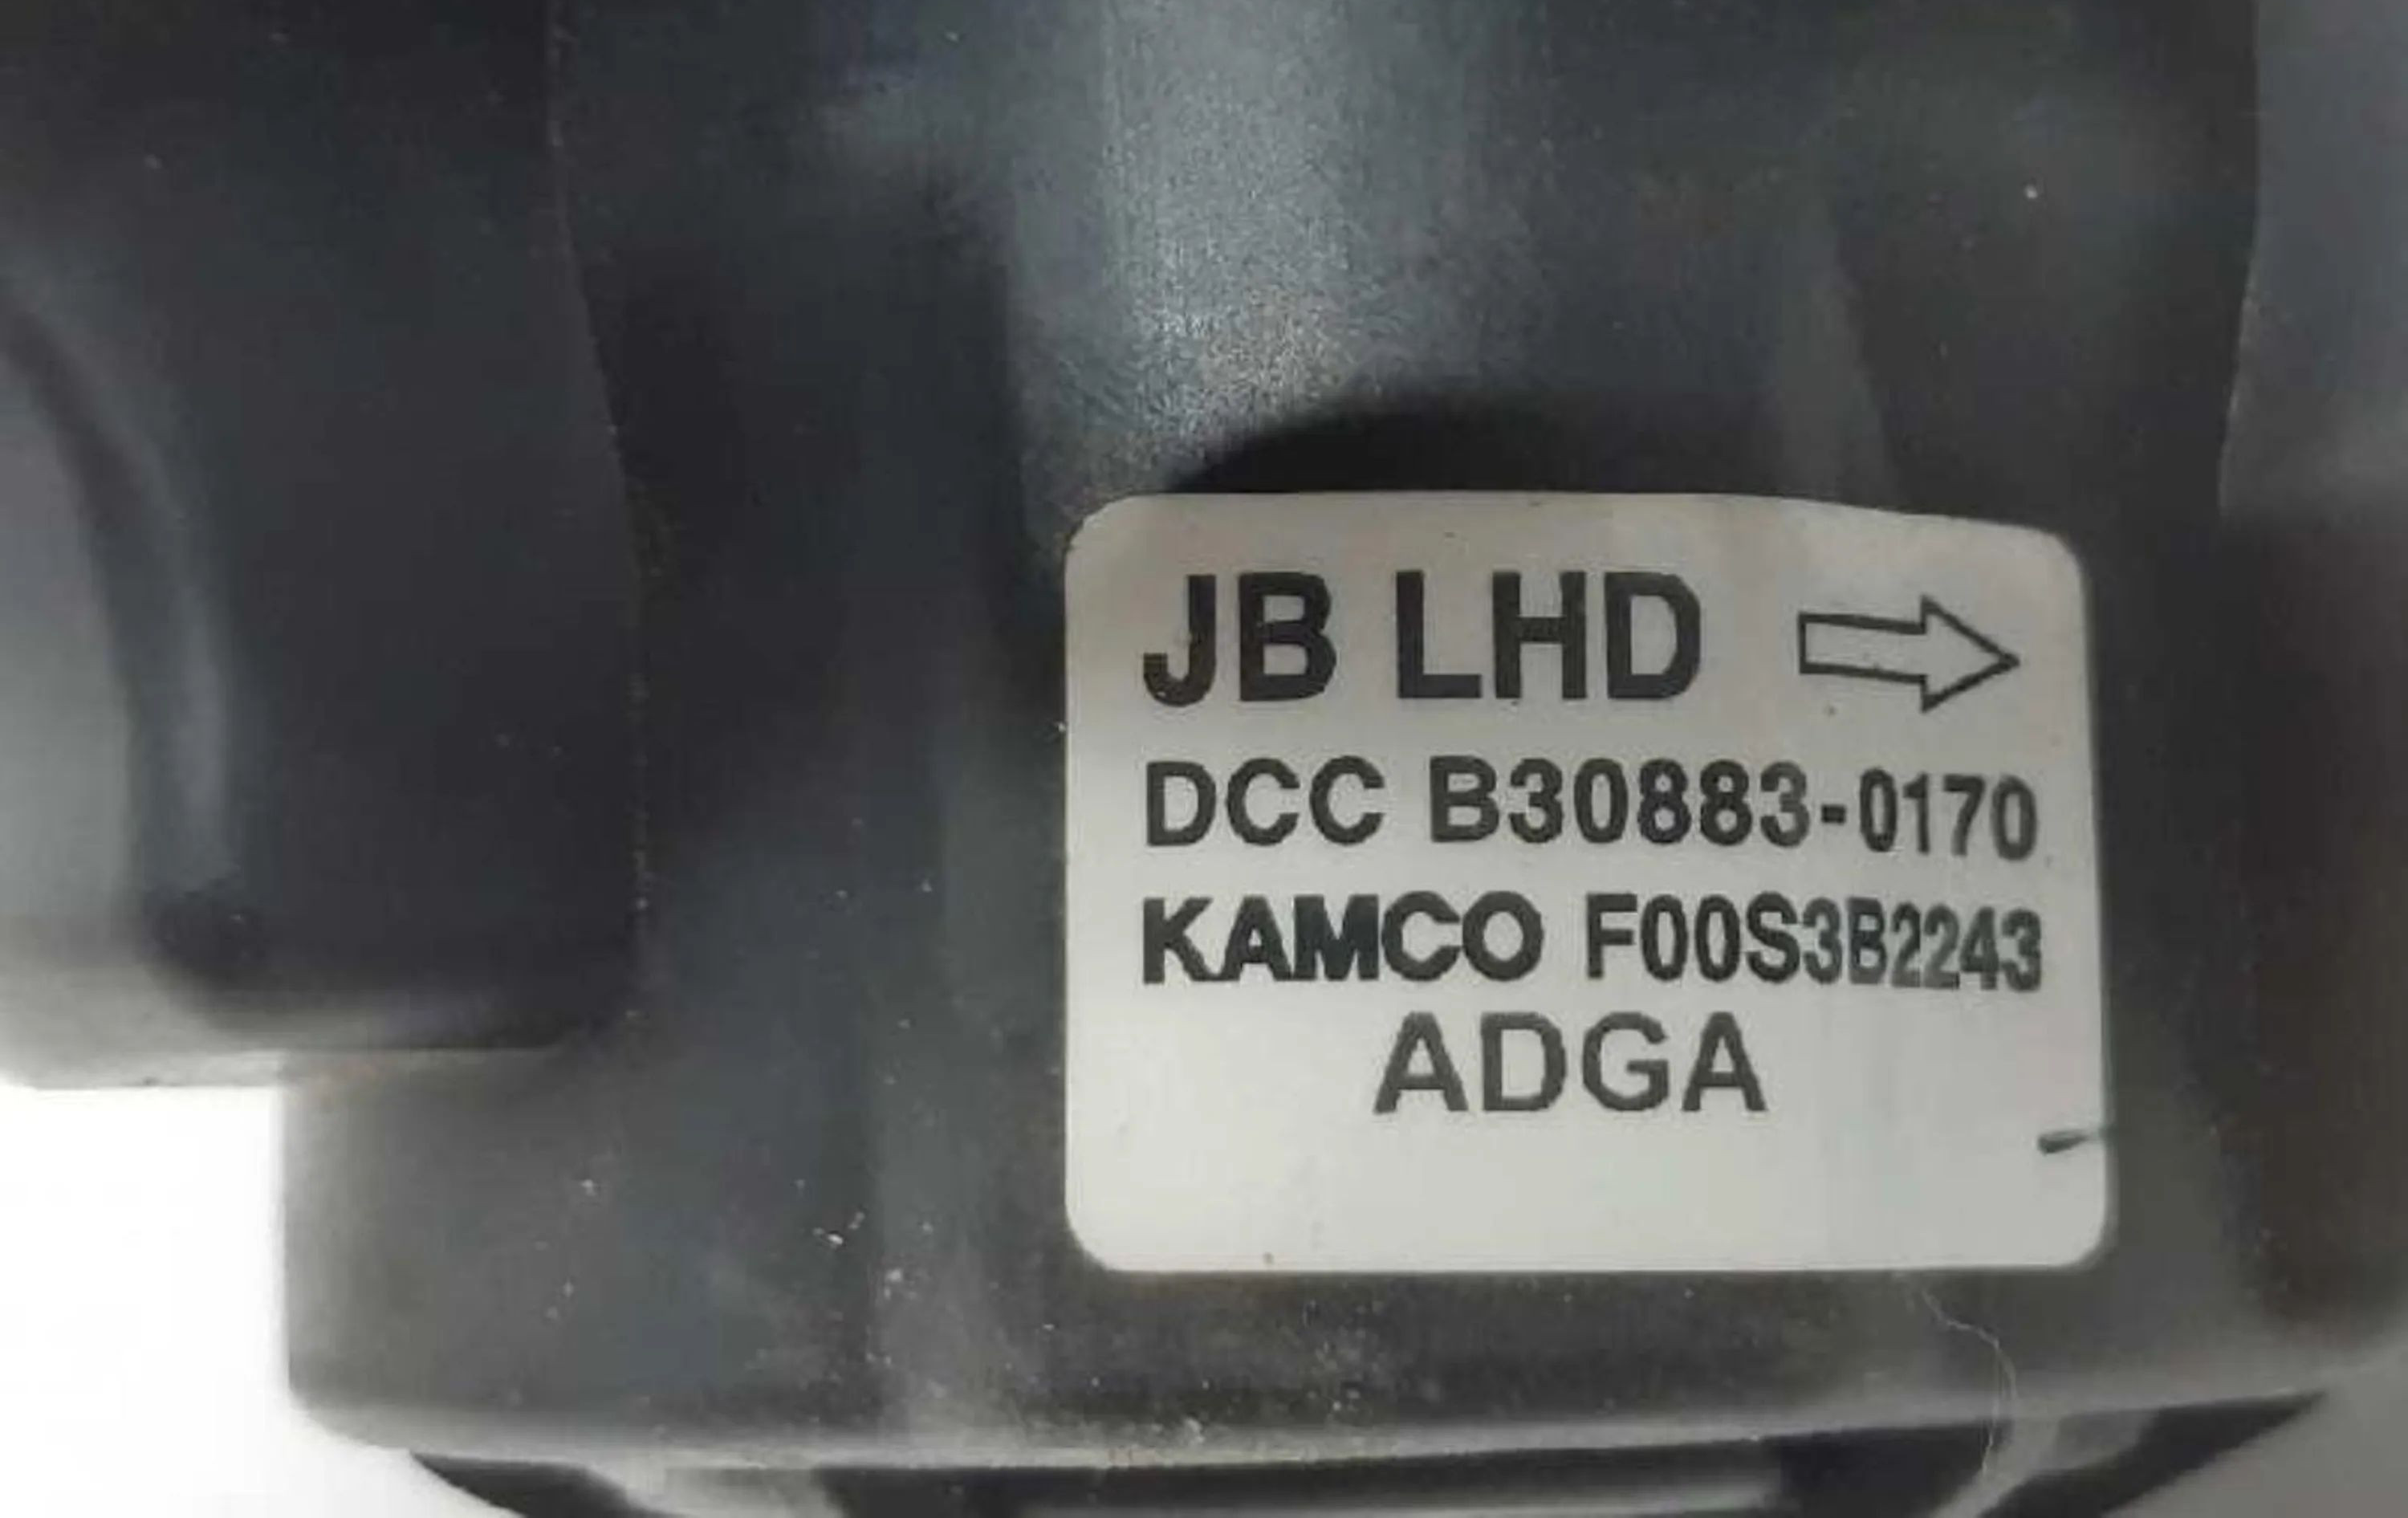 JB LHD
DCC B30883-0170
KAMCO F00S3B2243
ADGA